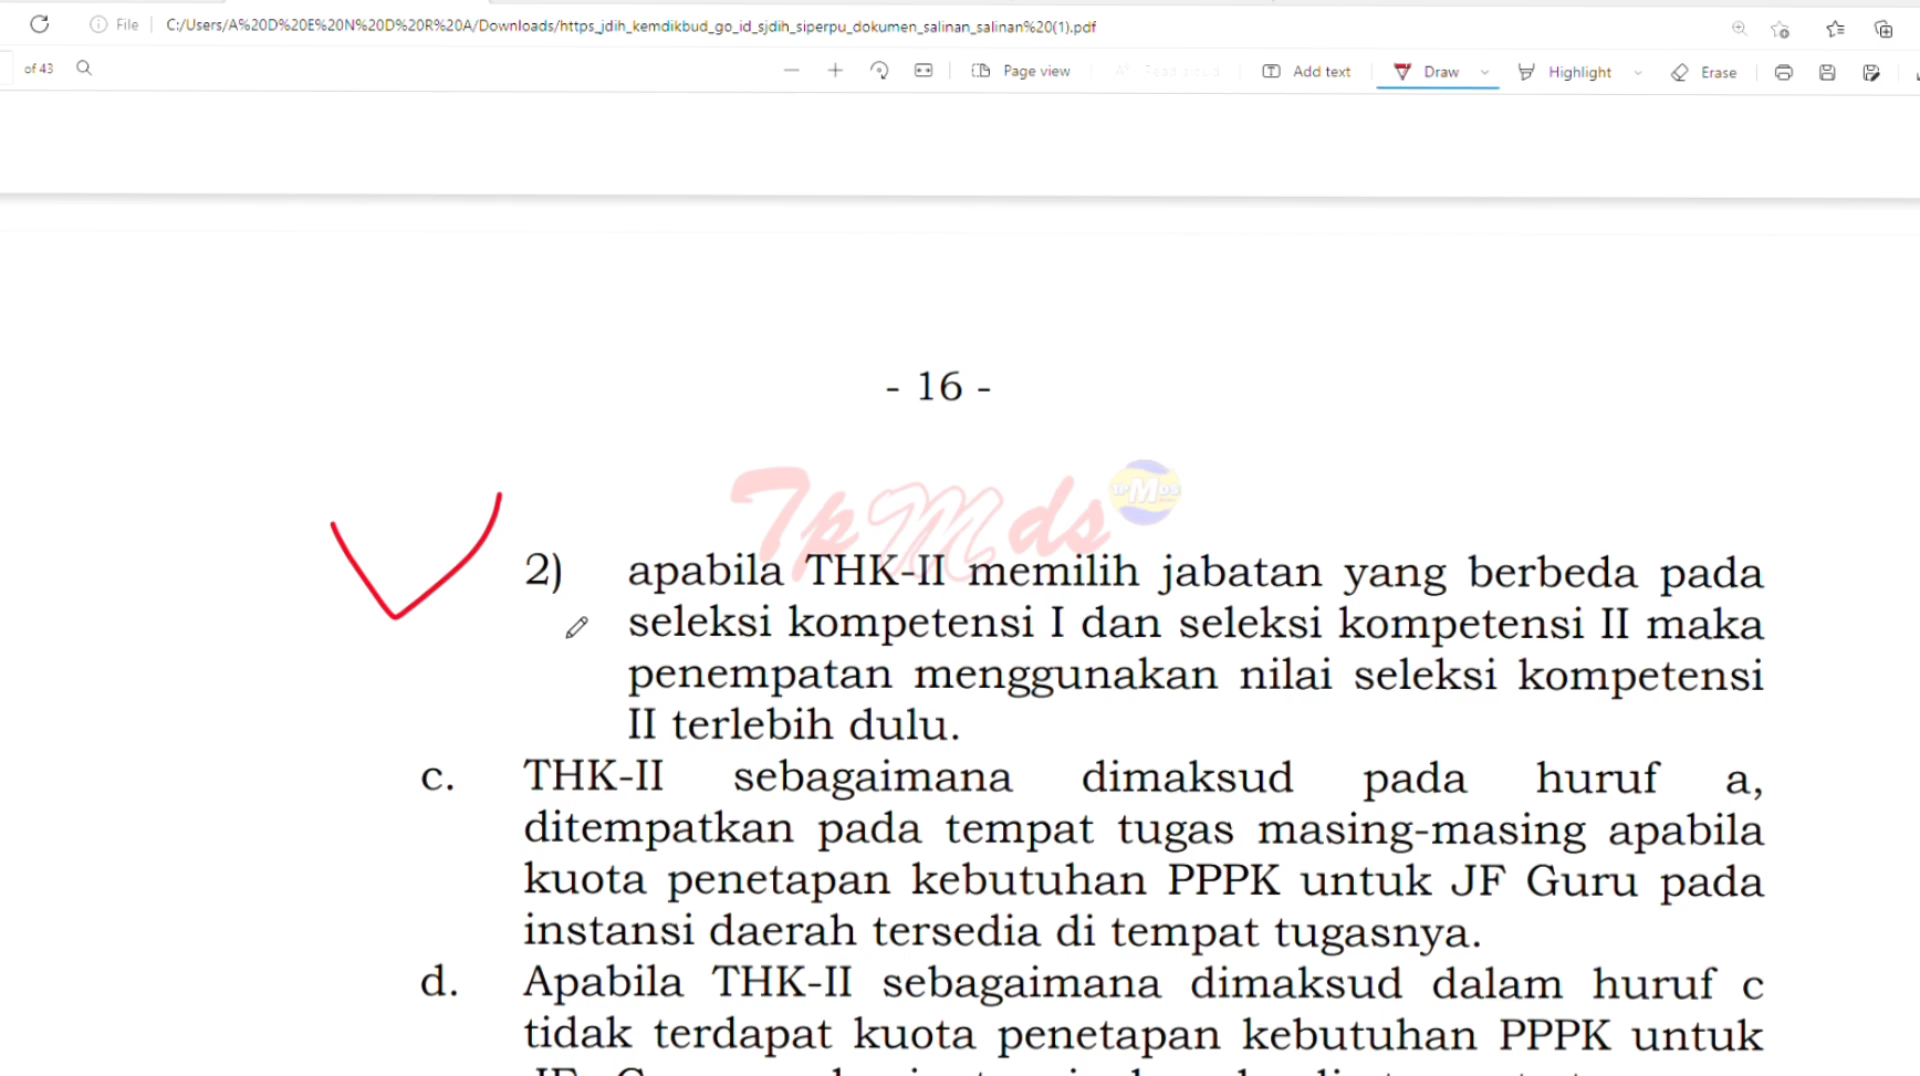 File
C:/Users/A%20D%20E%20N%20D%20R%20A/Downloads/https_jdih_kemdikbud_go_id_sjdih_siperpu_dokumen_salinan_salinan%20(1).pdf
of 43
Page view
Read aloud
Add text
Draw
Highlight
Erase
- 16 -
TpMds
TPMDS
2) apabila THK-II memilih jabatan yang berbeda pada
seleksi kompetensi I dan seleksi kompetensi II maka
penempatan menggunakan nilai seleksi kompetensi
II terlebih dulu.
c. THK-II sebagaimana dimaksud pada huruf a,
ditempatkan pada tempat tugas masing-masing apabila
kuota penetapan kebutuhan PPPK untuk JF Guru pada
instansi daerah tersedia di tempat tugasnya.
d. Apabila THK-II sebagaimana dimaksud dalam huruf c
tidak terdapat kuota penetapan kebutuhan PPPK untuk